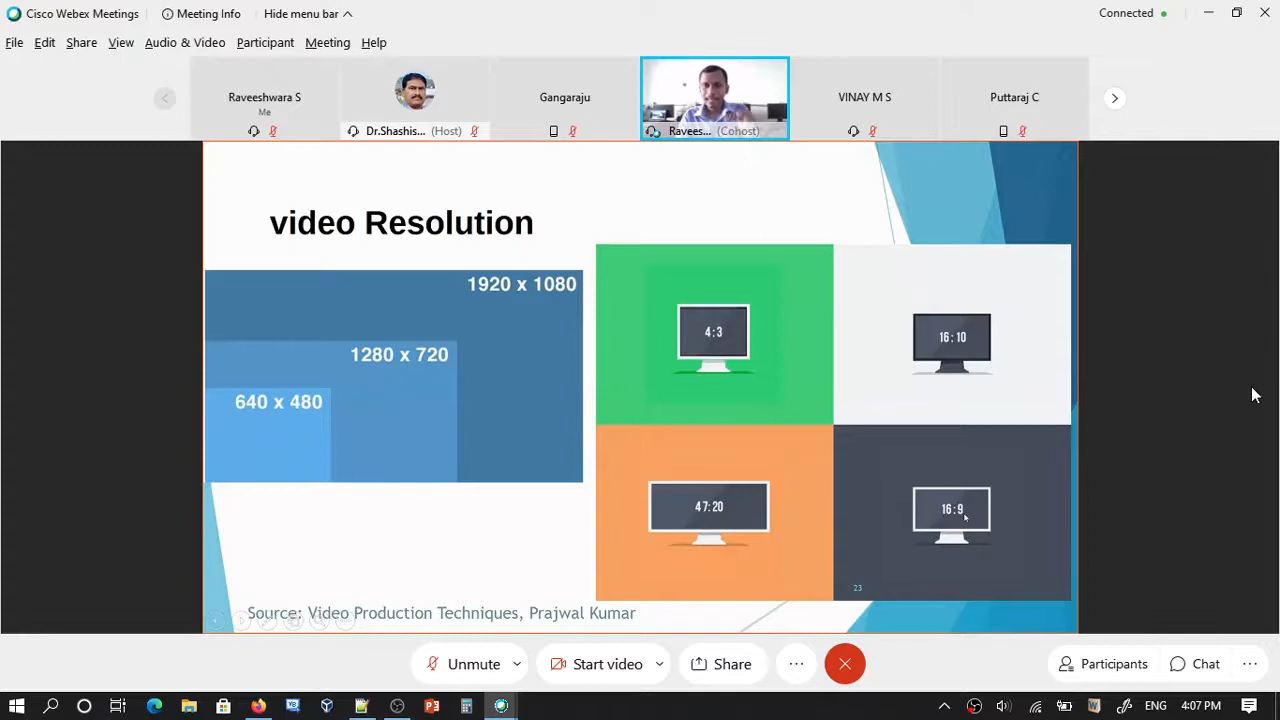 Cisco Webex Meetings
Meeting Info
Hide menu bar
Connected
File Edit Share View Audio & Video Participant Meeting Help
Raveeshwara S
Me
Dr.Shashis... (Host)
Gangaraju
Ravees... (Cohost)
VINAY M S
Puttaraj C
video Resolution
1920 x 1080
1280 x 720
640 x 480
4:3
16:10
47:20
16:9
23
Source: Video Production Techniques, Prajwal Kumar
Unmute
Start video
Share
Participants
Chat
ENG
4:07 PM